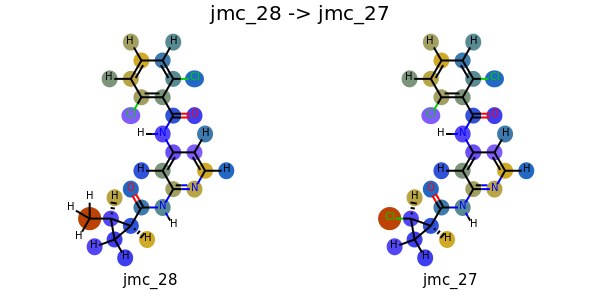 jmc_28 -> jmc_27
H H H H
H Cl H Cl
Cl O Cl O
H N H H N H
H N H H N H
H O H O
H H N H Cl N
H H H H H H
H H H H
jmc_28 jmc_27